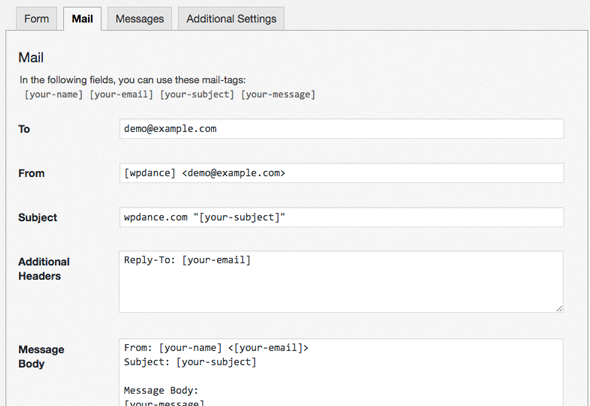 Form Mail Messages Additional Settings
Mail
In the following fields, you can use these mail-tags:
[your-name] [your-email] [your-subject] [your-message]
To demo@example.com
From [wpdance] <demo@example.com>
Subject wpdance.com "[your-subject]"
Additional Headers
Reply-To: [your-email]
Message Body
From: [your-name] <[your-email]>
Subject: [your-subject]
Message Body:
[your-message]